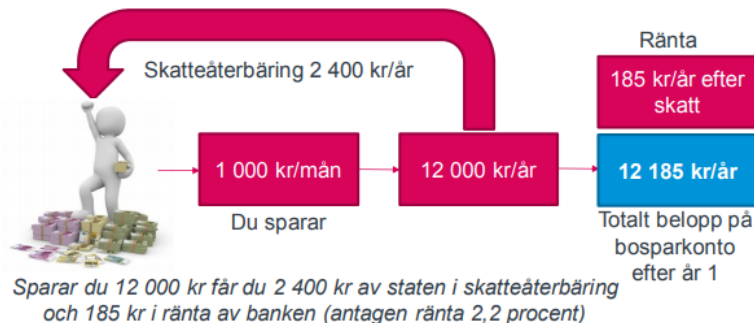 Skatteåterbäring 2 400 kr/år
Ränta
185 kr/år efter
skatt
1 000 kr/mån
12 000 kr/år
12 185 kr/år
Du sparar
Totalt belopp på
bosparkonto
efter år 1
Sparar du 12 000 kr får du 2 400 kr av staten i skatteåterbäring
och 185 kr i ränta av banken (antagen ränta 2,2 procent)